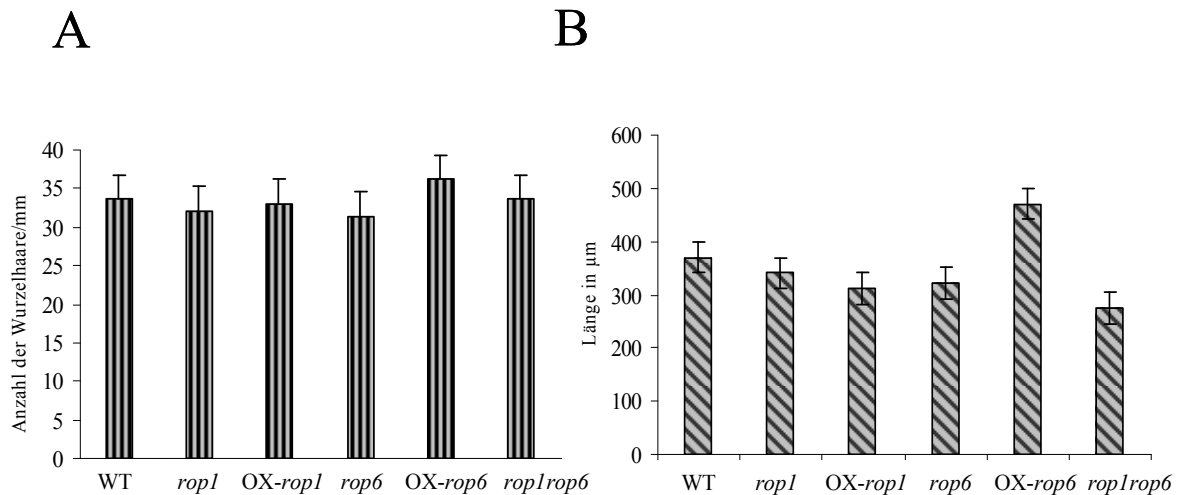 A
B
Anzahl der Wurzelhaare/mm
40
35
30
25
20
15
10
5
0
WT rop1 OX-rop1 rop6 OX-rop6 rop1rop6
Länge in µm
600
500
400
300
200
100
0
WT rop1 OX-rop1 rop6 OX-rop6 rop1rop6